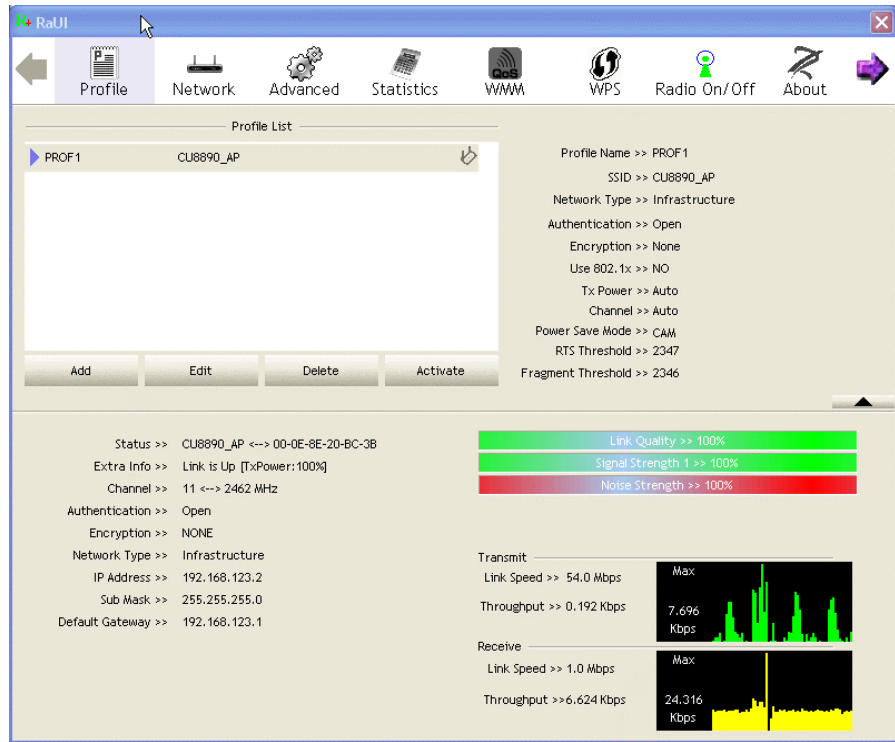 RaUI
Profile
Network
Advanced
Statistics
QoS
WMM
WPS
Radio On/Off
About
Profile List
PROF1 CU8890_AP
Add
Edit
Delete
Activate
Profile Name >> PROF1
SSID >> CU8890_AP
Network Type >> Infrastructure
Authentication >> Open
Encryption >> None
Use 802.1x >> NO
Tx Power >> Auto
Channel >> Auto
Power Save Mode >> CAM
RTS Threshold >> 2347
Fragment Threshold >> 2346
Status >> CU8890_AP <--> 00-0E-8E-20-BC-3B
Extra Info >> Link is Up [TxPower:100%]
Channel >> 11 <--> 2462 MHz
Authentication >> Open
Encryption >> NONE
Network Type >> Infrastructure
IP Address >> 192.168.123.2
Sub Mask >> 255.255.255.0
Default Gateway >> 192.168.123.1
Link Quality >> 100%
Signal Strength 1 >> 100%
Noise Strength >> 100%
Transmit
Link Speed >> 54.0 Mbps
Throughput >> 0.192 Kbps
Max
7.696
Kbps
Receive
Link Speed >> 1.0 Mbps
Throughput >>6.624 Kbps
Max
24.316
Kbps